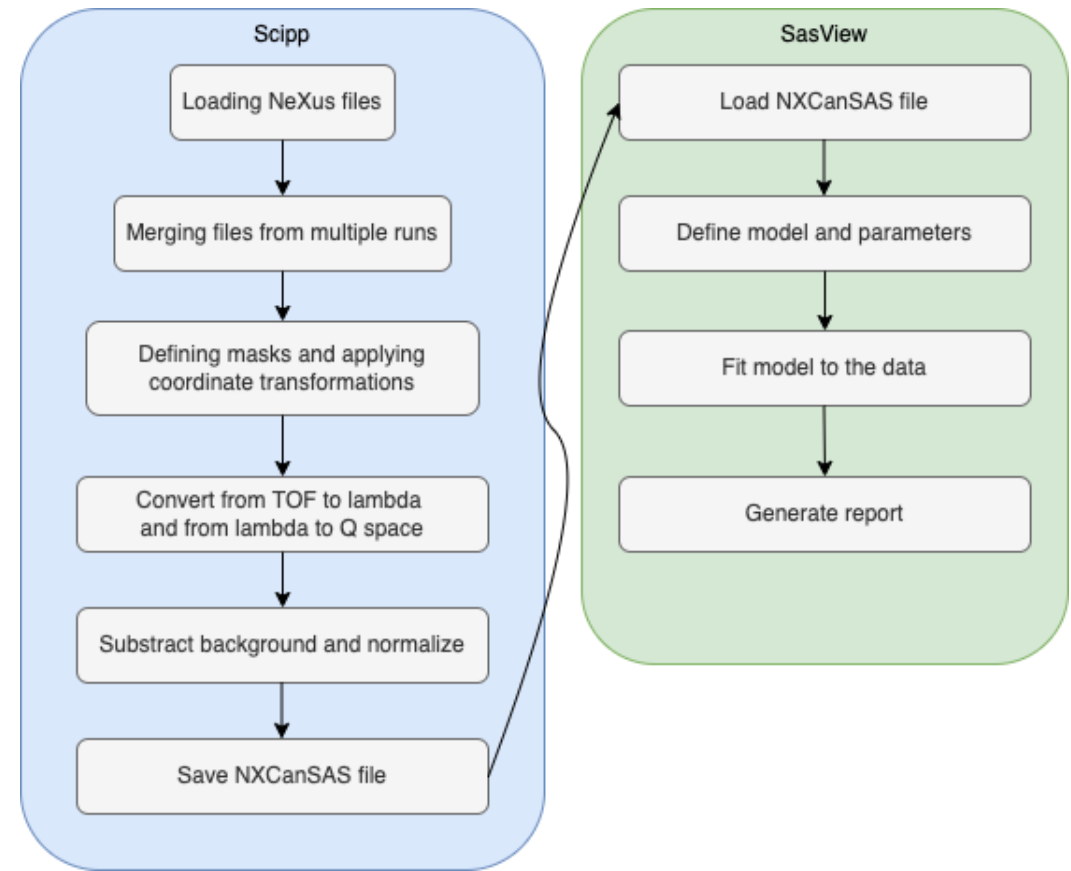 Scipp
Loading NeXus files
Merging files from multiple runs
Defining masks and applying
coordinate transformations
Convert from TOF to lambda
and from lambda to Q space
Substract background and normalize
Save NXCanSAS file
SasView
Load NXCanSAS file
Define model and parameters
Fit model to the data
Generate report